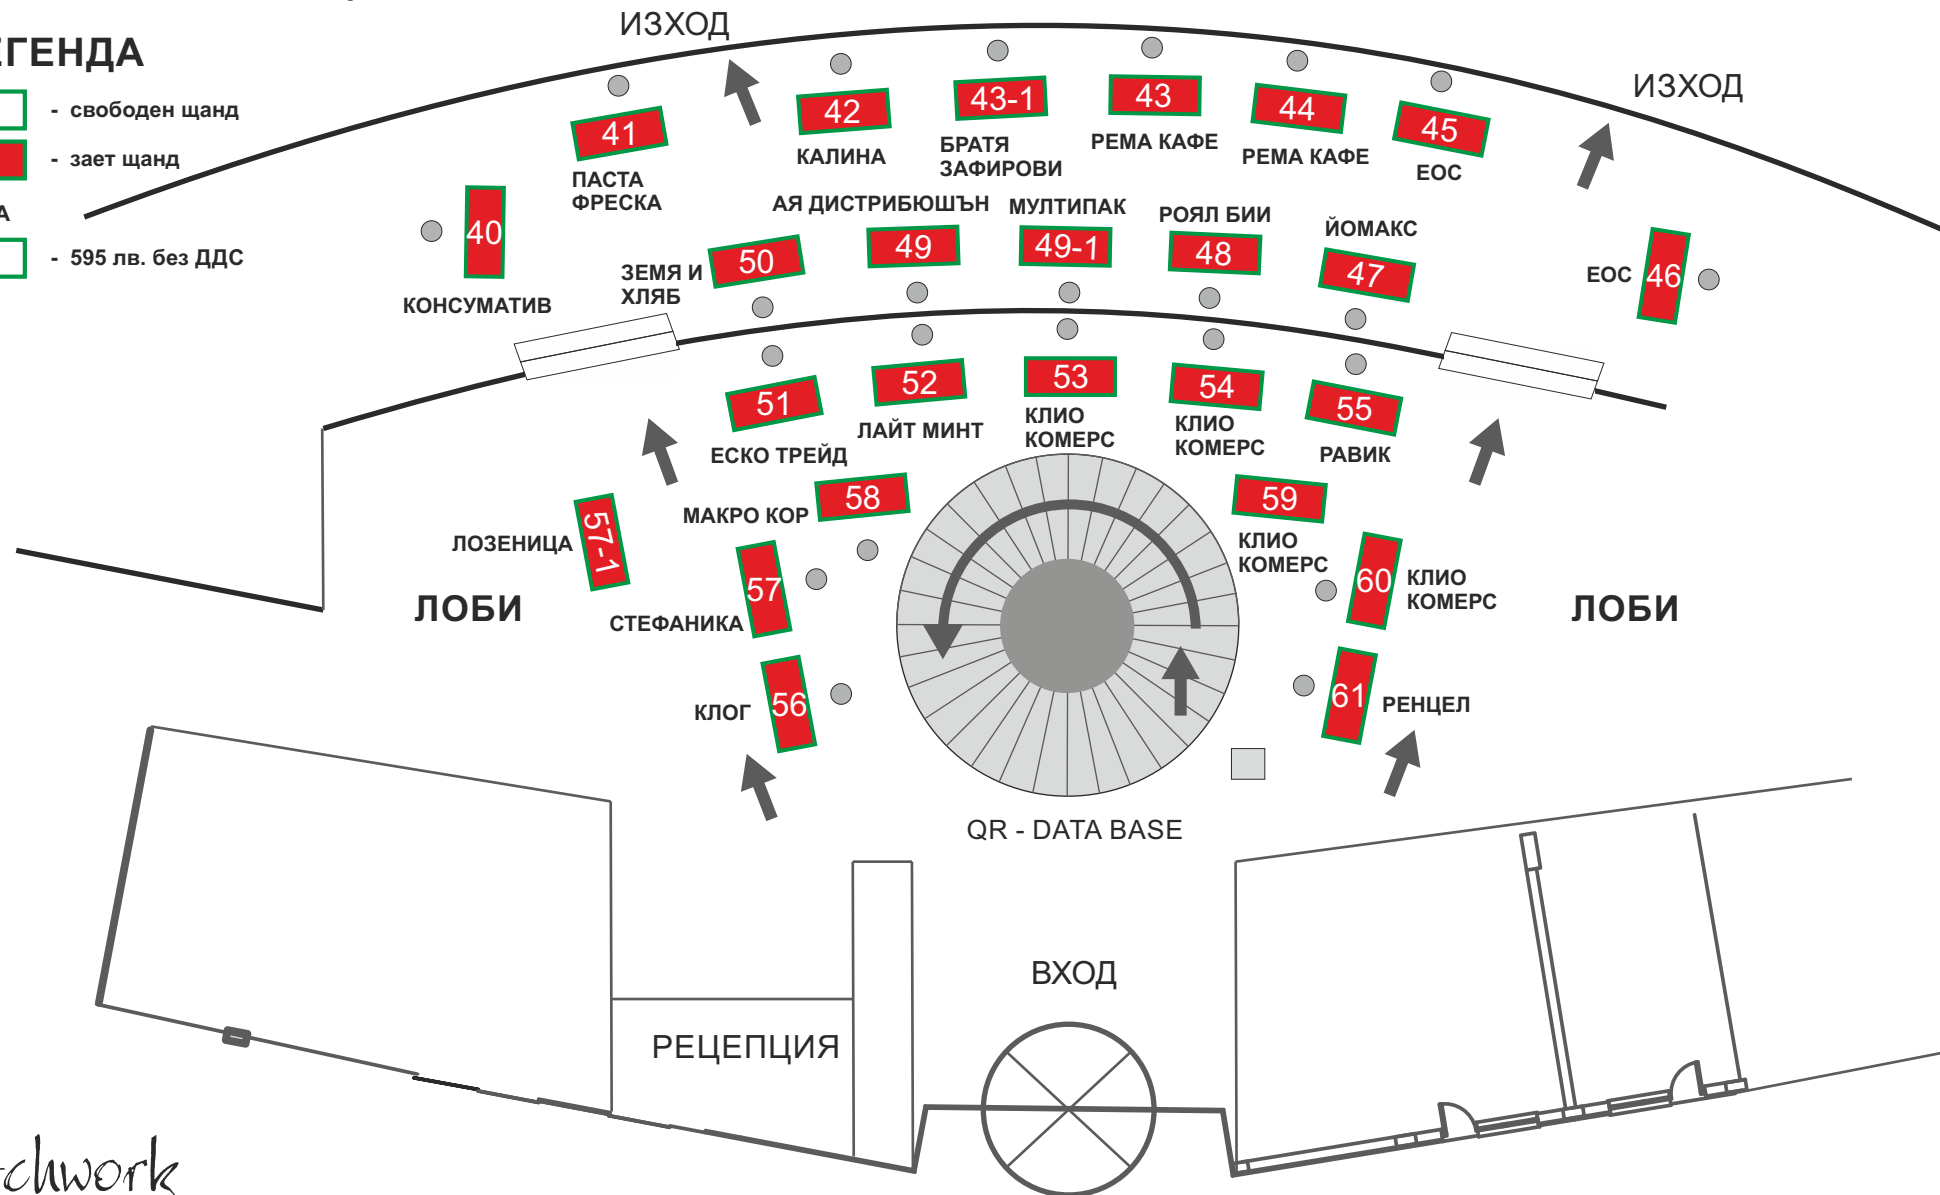 ИЗХОД
ИЗХОД
ЕГЕНДА
- свободен щанд
- зает щанд
А
- 595 лв. без ДДС
41
ПАСТА
ФРЕСКА
42
КАЛИНА
43-1
БРАТЯ
ЗАФИРОВИ
43
РЕМА КАФЕ
44
РЕМА КАФЕ
45
ЕОС
40
КОНСУМАТИВ
ЗЕМЯ И
ХЛЯБ
50
АЯ ДИСТРИБЮШЪН
49
МУЛТИПАК
49-1
РОЯЛ БИИ
48
ЙОМАКС
47
ЕОС
46
51
ЕСКО ТРЕЙД
52
ЛАЙТ МИНТ
53
КЛИО
КОМЕРС
54
КЛИО
КОМЕРС
55
РАВИК
ЛОЗЕНИЦА
57-1
МАКРО КОР
58
59
КЛИО
КОМЕРС
57
СТЕФАНИКА
60
КЛИО
КОМЕРС
ЛОБИ
ЛОБИ
КЛОГ
56
61
РЕНЦЕЛ
QR - DATA BASE
ВХОД
РЕЦЕПЦИЯ
chwork